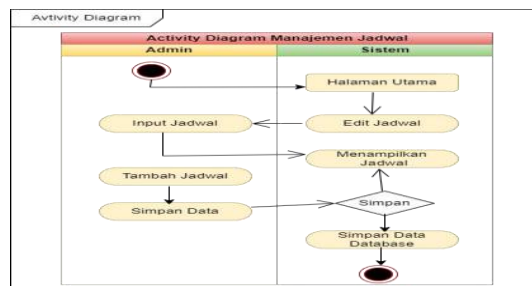 Avtivity Diagram
Activity Diagram Manajemen Jadwal
Admin
Sistem
Halaman Utama
Input Jadwal
Edit Jadwal
Menampilkan
Jadwal
Tambah Jadwal
Simpan Data
Simpan
Simpan Data
Database